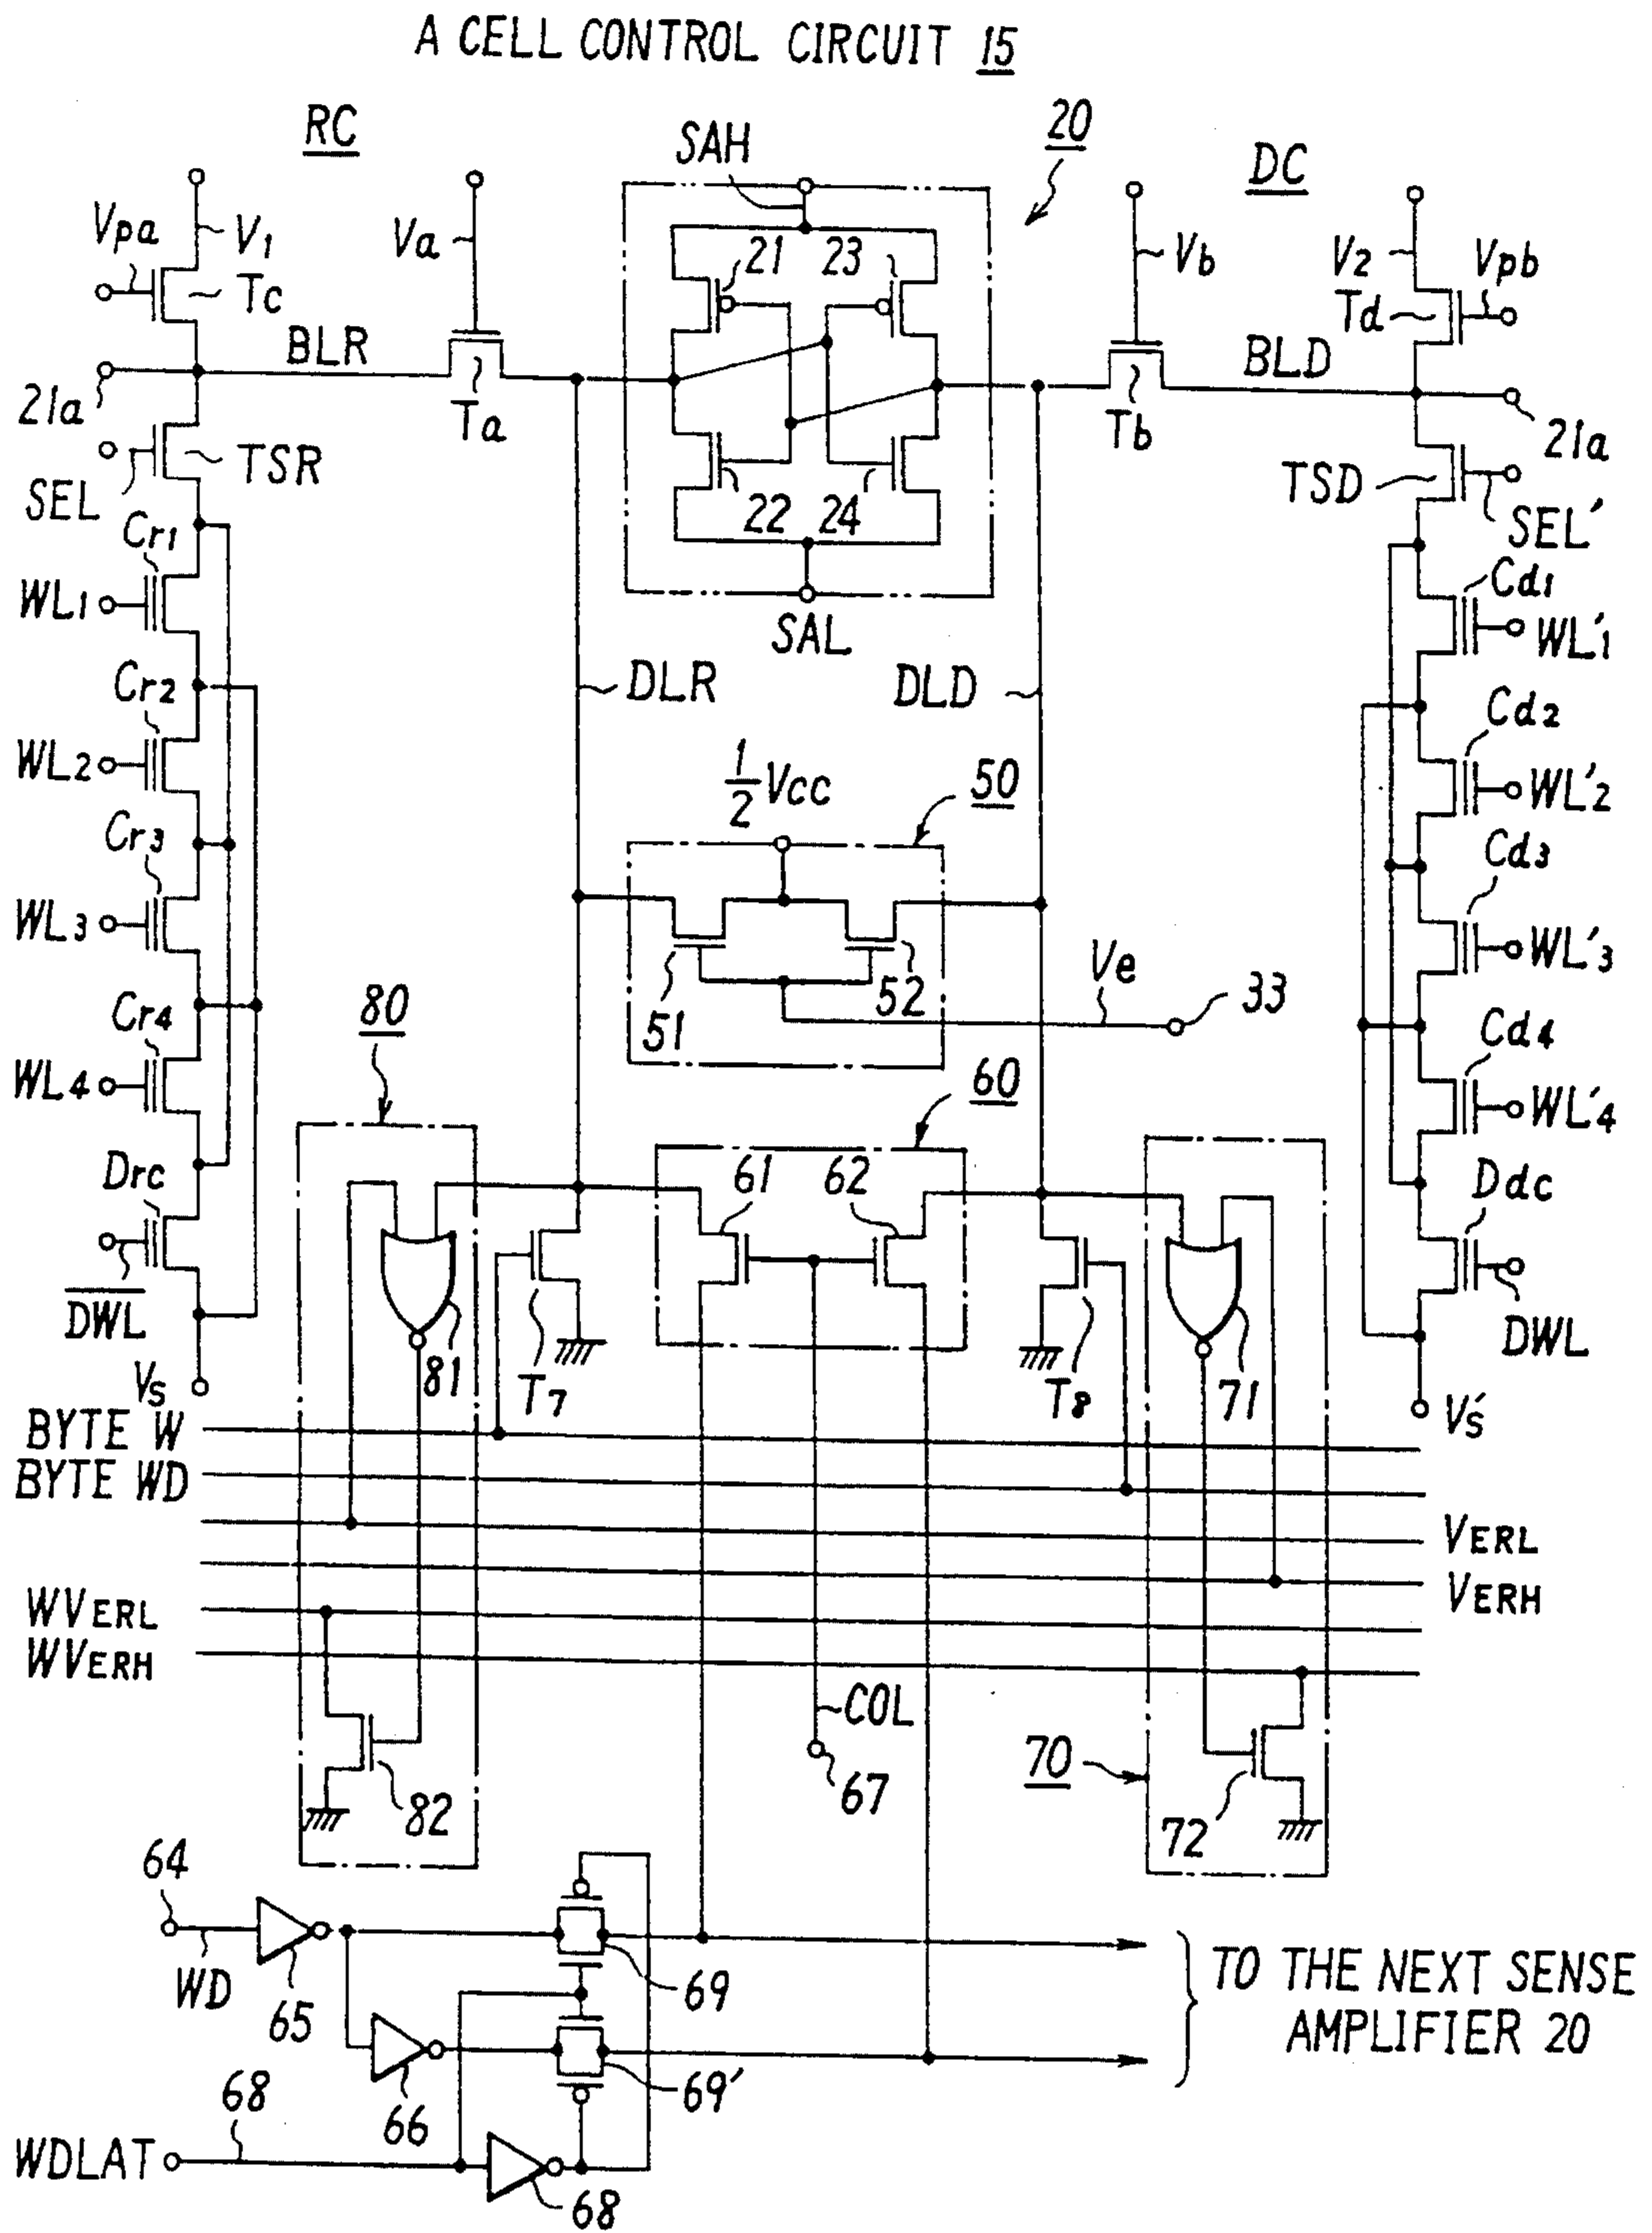 A CELL CONTROL CIRCUIT 15
RC
SAH
20
DC
Vpa
V1
Va
21
23
Vb
V2
Vpb
Tc
Td
BLR
BLD
21a
Ta
Tb
21a
TSR
TSD
SEL
22
24
SEL'
Cr1
Cd1
WL1
SAL
WL'1
Cr2
DLR
DLD
Cd2
WL2
1/2 Vcc
50
WL'2
Cr3
Cd3
WL3
Ve
33
WL'3
51
52
Cr4
80
60
Cd4
WL4
WL'4
Drc
61
62
Ddc
DWL
81
T7
T8
71
DWL
Vs
Vs'
BYTE W
BYTE WD
VERL
VERH
WVERL
WVERH
COL
70
82
67
72
64
WD
65
69
TO THE NEXT SENSE
AMPLIFIER 20
66
69'
68
WDLAT
68